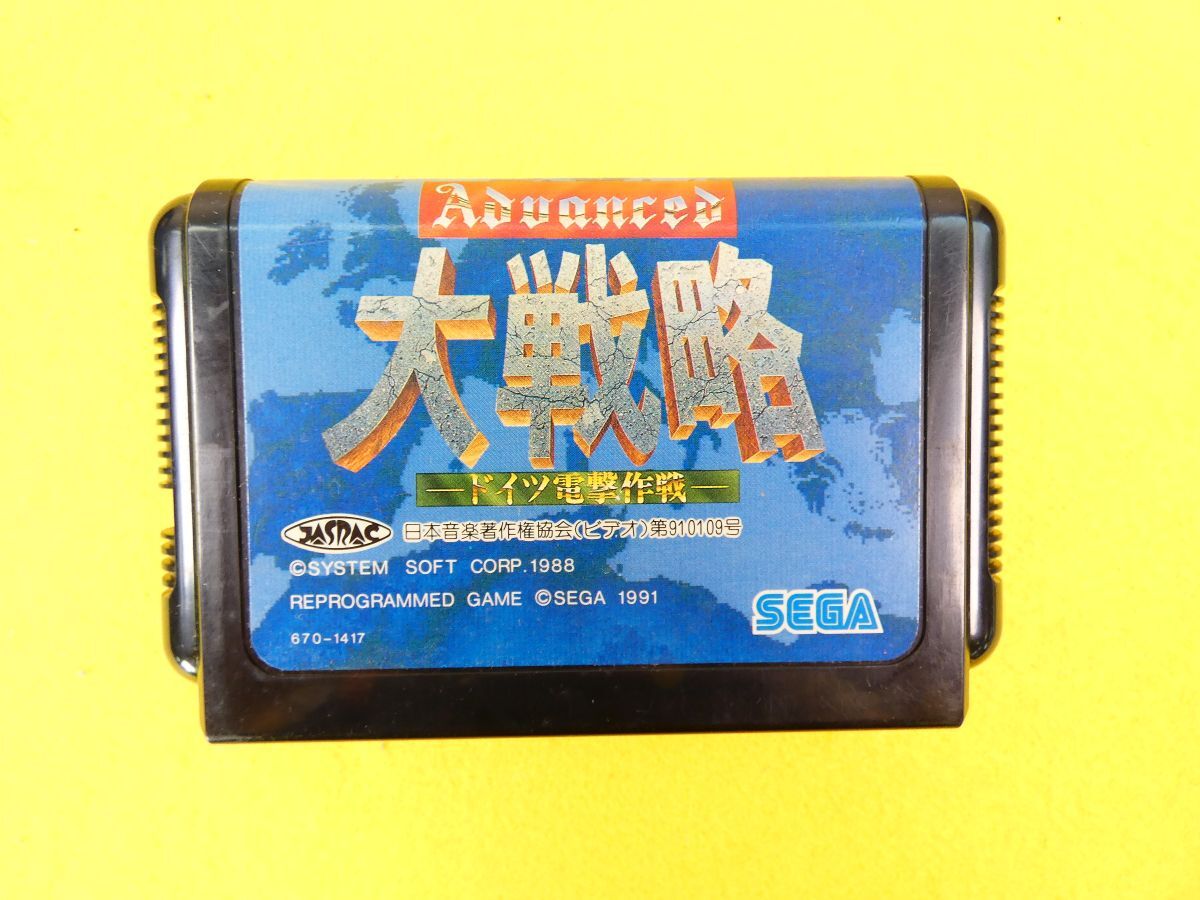 Advanced
大戦略
―ドイツ電撃作戦―
JASRAC 日本音楽著作権協会(ビデオ)第910109号
©SYSTEM SOFT CORP.1988
REPROGRAMMED GAME ©SEGA 1991
SEGA
670-1417